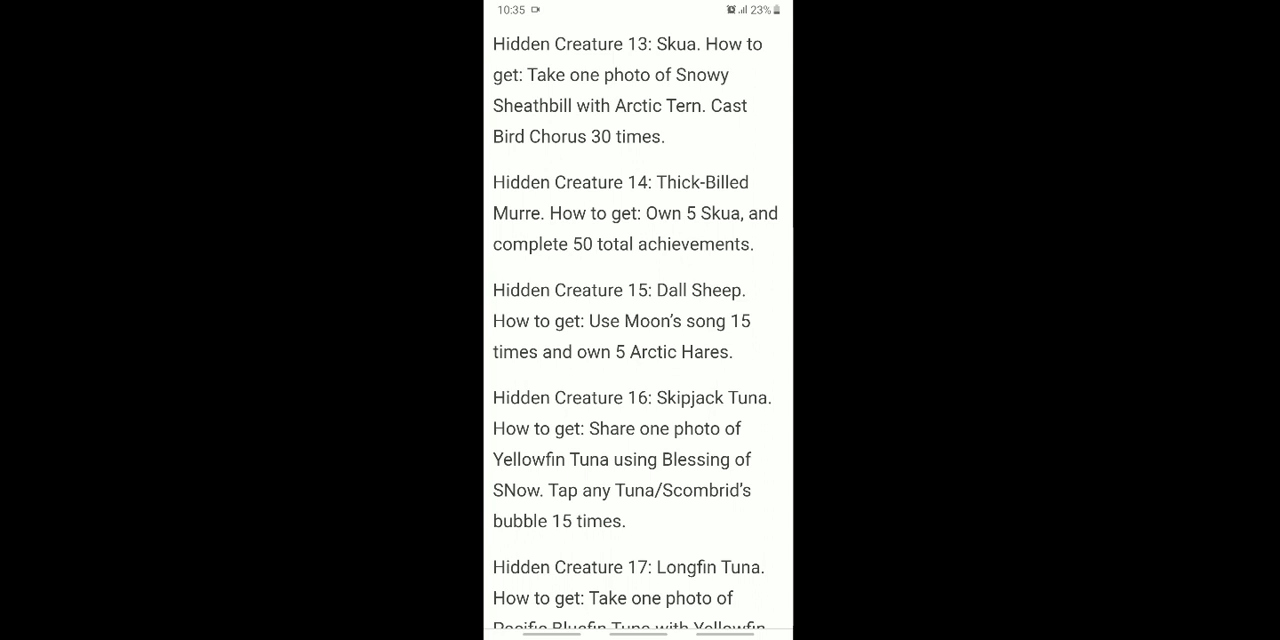 10:35
23%
Hidden Creature 13: Skua. How to
get: Take one photo of Snowy
Sheathbill with Arctic Tern. Cast
Bird Chorus 30 times.
Hidden Creature 14: Thick-Billed
Murre. How to get: Own 5 Skua, and
complete 50 total achievements.
Hidden Creature 15: Dall Sheep.
How to get: Use Moon’s song 15
times and own 5 Arctic Hares.
Hidden Creature 16: Skipjack Tuna.
How to get: Share one photo of
Yellowfin Tuna using Blessing of
SNow. Tap any Tuna/Scombrid’s
bubble 15 times.
Hidden Creature 17: Longfin Tuna.
How to get: Take one photo of
Pacific Bluefin Tuna with Yellowfin